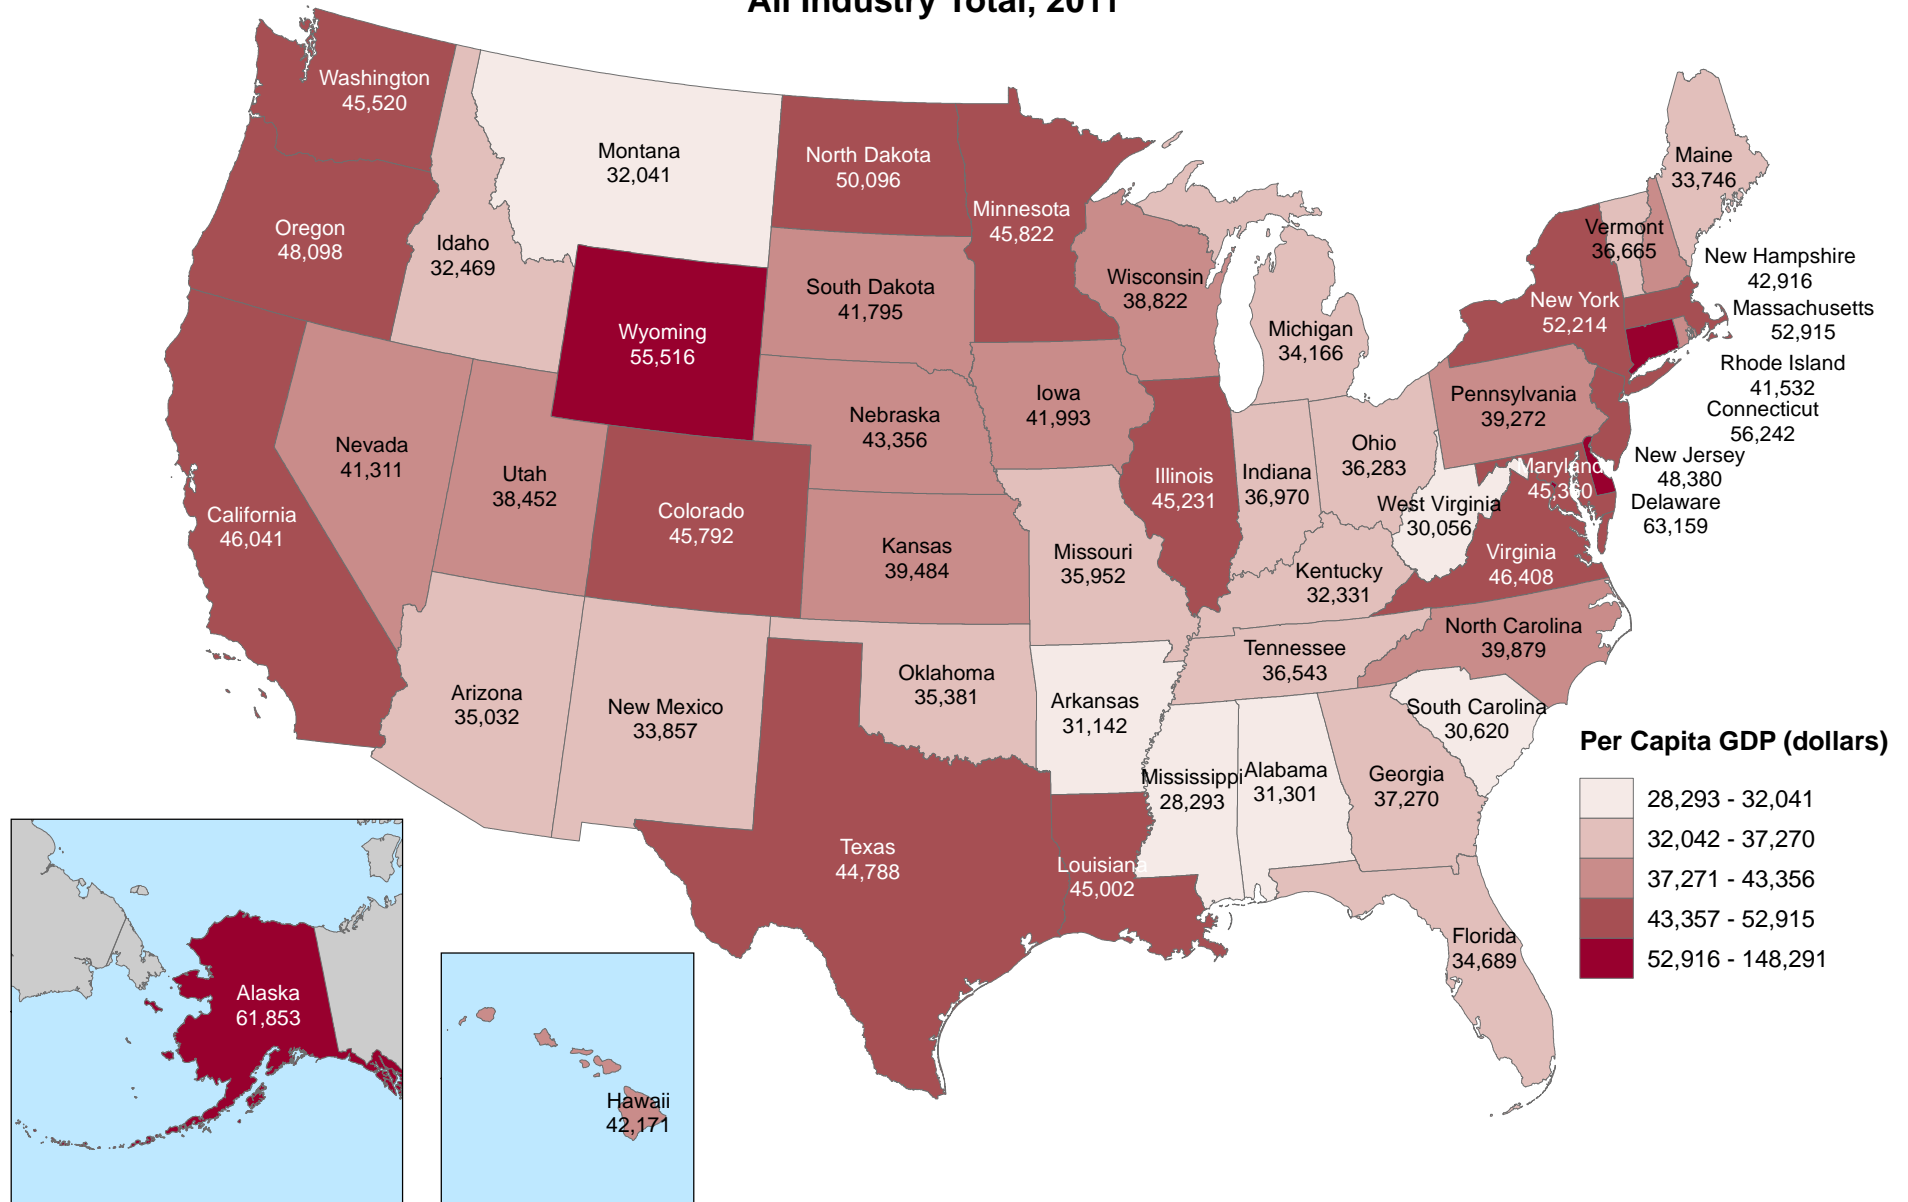 All Industry Total, 2011
Washington
45,520
Montana
32,041
North Dakota
50,096
Minnesota
45,822
Oregon
48,098
Idaho
32,469
Wyoming
55,516
South Dakota
41,795
Wisconsin
38,822
Michigan
34,166
Maine
33,746
Vermont
36,665
New Hampshire
42,916
New York
52,214
Massachusetts
52,915
Rhode Island
41,532
Connecticut
56,242
Pennsylvania
39,272
New Jersey
48,380
Delaware
63,159
Maryland
45,360
Nevada
41,311
Utah
38,452
California
46,041
Colorado
45,792
Nebraska
43,356
Iowa
41,993
Illinois
45,231
Indiana
36,970
Ohio
36,283
West Virginia
30,056
Virginia
46,408
Kansas
39,484
Missouri
35,952
Kentucky
32,331
North Carolina
39,879
Tennessee
36,543
Arizona
35,032
New Mexico
33,857
Oklahoma
35,381
Arkansas
31,142
South Carolina
30,620
Mississippi
28,293
Alabama
31,301
Georgia
37,270
Texas
44,788
Louisiana
45,002
Florida
34,689
Alaska
61,853
Hawaii
42,171
Per Capita GDP (dollars)
28,293 - 32,041
32,042 - 37,270
37,271 - 43,356
43,357 - 52,915
52,916 - 148,291